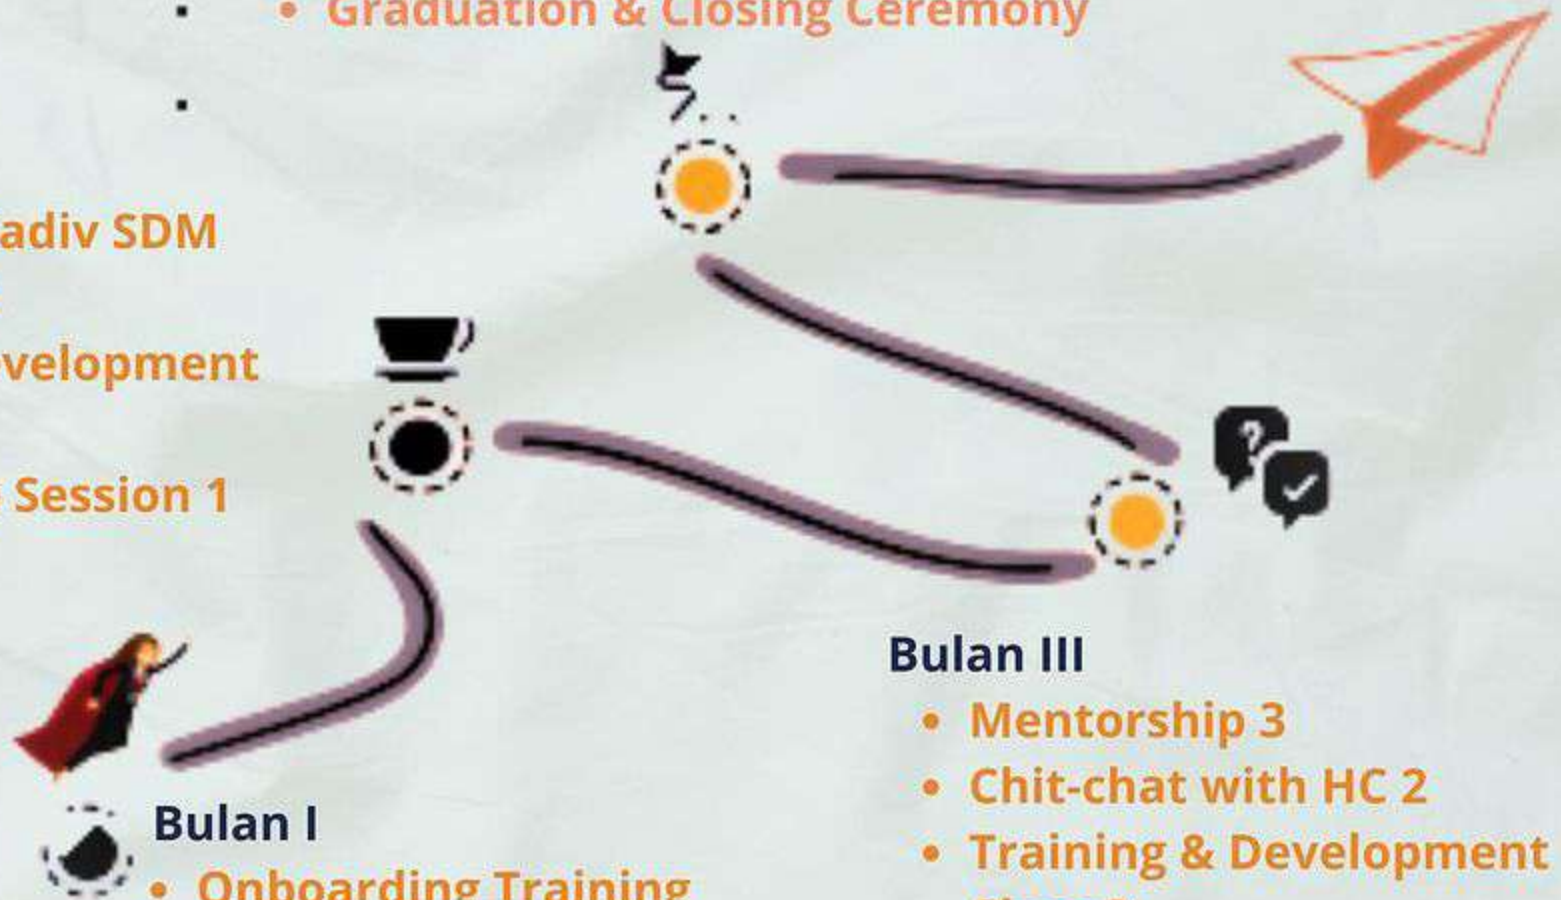 • Graduation & Closing Ceremony
adiv SDM
velopment
Session 1
Bulan III
• Mentorship 3
• Chit-chat with HC 2
• Training & Development
Bulan I
• Onboarding Training